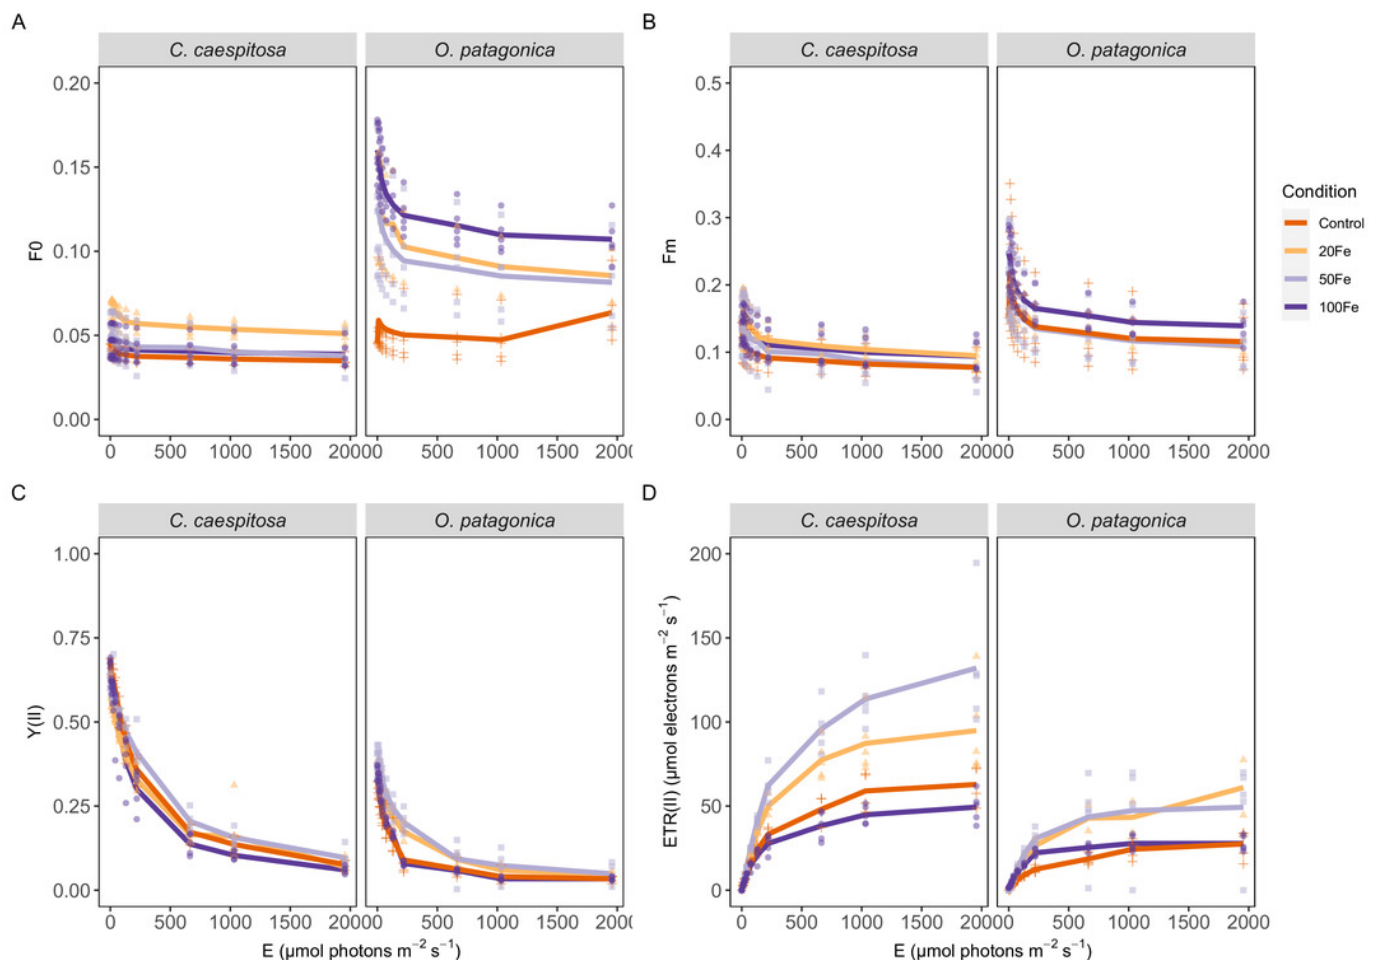 A
B
C. caespitosa
O. patagonica
C. caespitosa
O. patagonica
0.20
0.15
0.10
0.05
0.00
F0
0 500 1000 1500 2000 500 1000 1500 200(
0.5
0.4
0.3
0.2
0.1
0.0
Fm
0 500 1000 1500 2000 500 1000 1500 2000
Condition
Control
20Fe
50Fe
100Fe
C
D
C. caespitosa
O. patagonica
C. caespitosa
O. patagonica
1.00
0.75
0.50
0.25
0.00
Y(II)
0 500 1000 1500 2000 500 1000 1500 2000
E (μmol photons m⁻² s⁻¹)
200
150
100
50
0
ETR(II) (μmol electrons m⁻² s⁻¹)
0 500 1000 1500 2000 500 1000 1500 2000
E (μmol photons m⁻² s⁻¹)